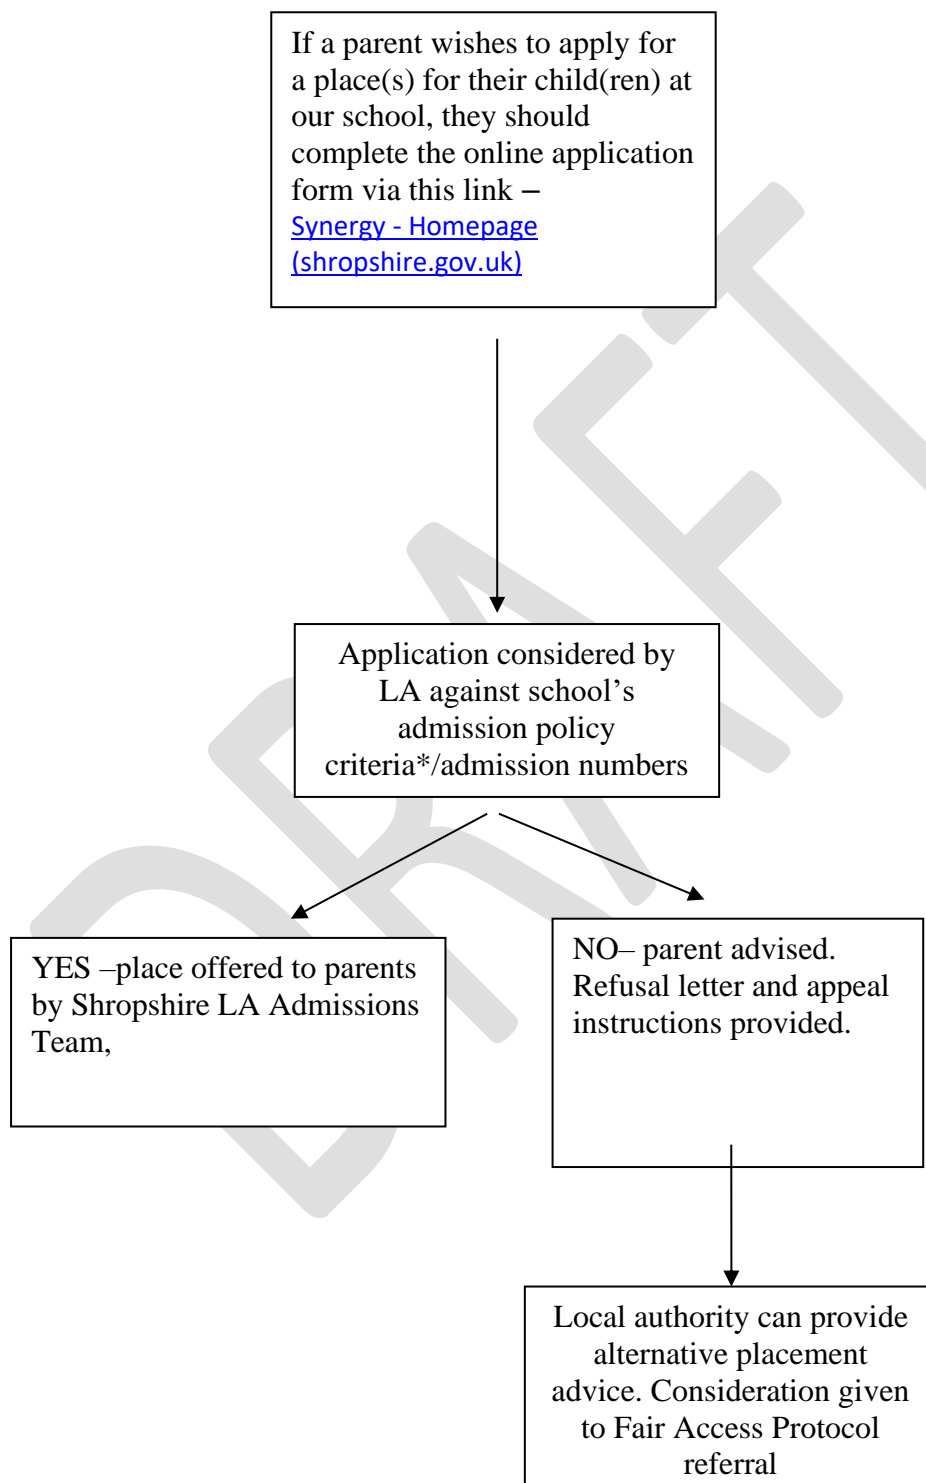 If a parent wishes to apply for
a place(s) for their child(ren) at
our school, they should
complete the online application
form via this link –
Synergy - Homepage
(shropshire.gov.uk)
Application considered by
LA against school’s
admission policy
criteria*/admission numbers
YES –place offered to parents
by Shropshire LA Admissions
Team,
NO– parent advised.
Refusal letter and appeal
instructions provided.
Local authority can provide
alternative placement
advice. Consideration given
to Fair Access Protocol
referral
DRAFT